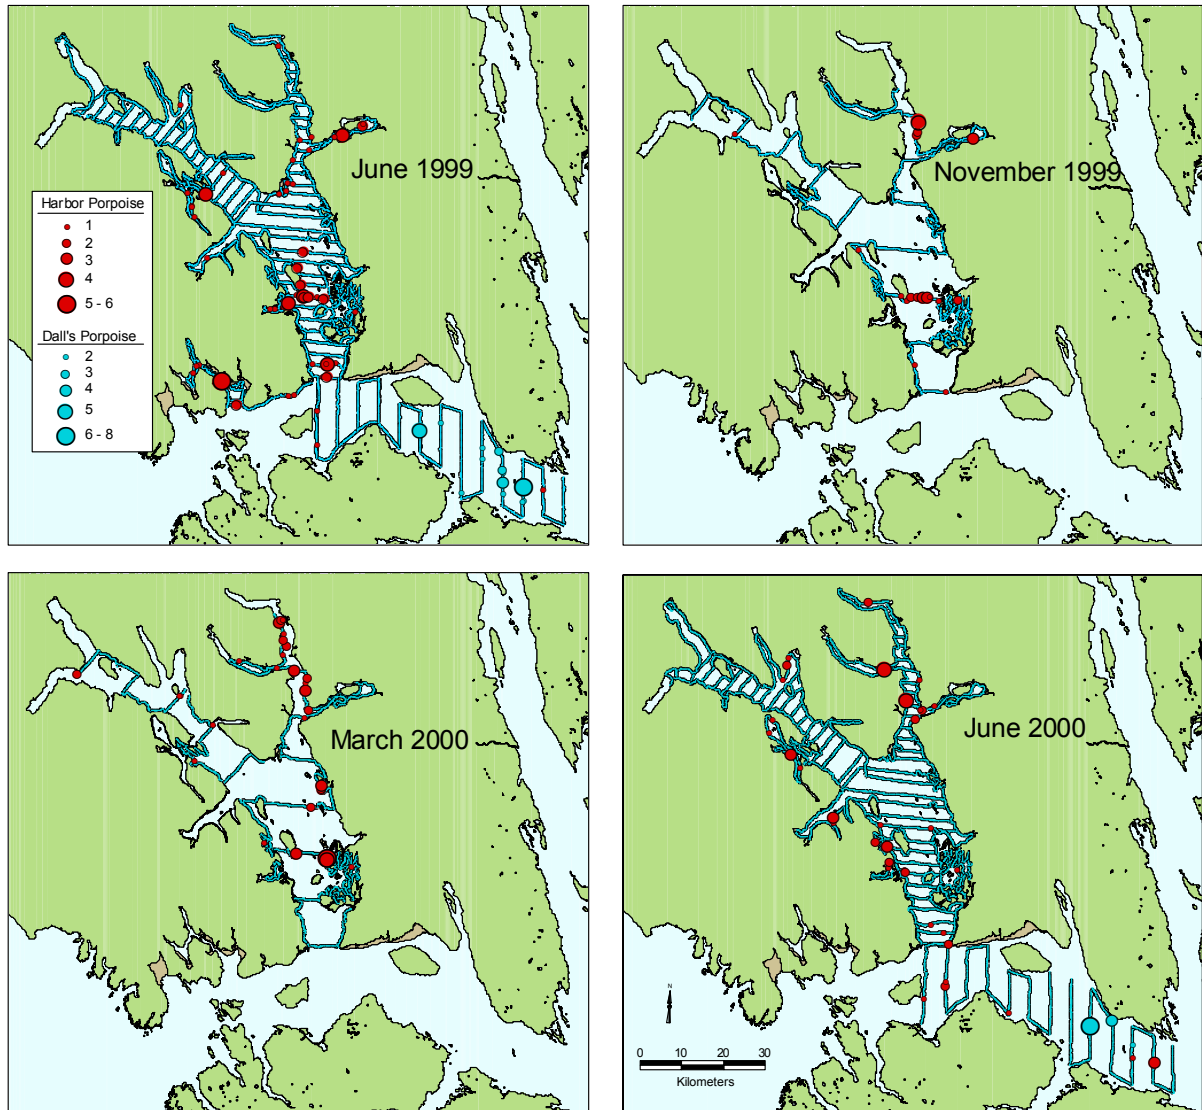 June 1999
Harbor Porpoise
1
2
3
4
5 - 6
Dall's Porpoise
2
3
4
5
6 - 8
November 1999
March 2000
June 2000
N
0 10 20 30
Kilometers